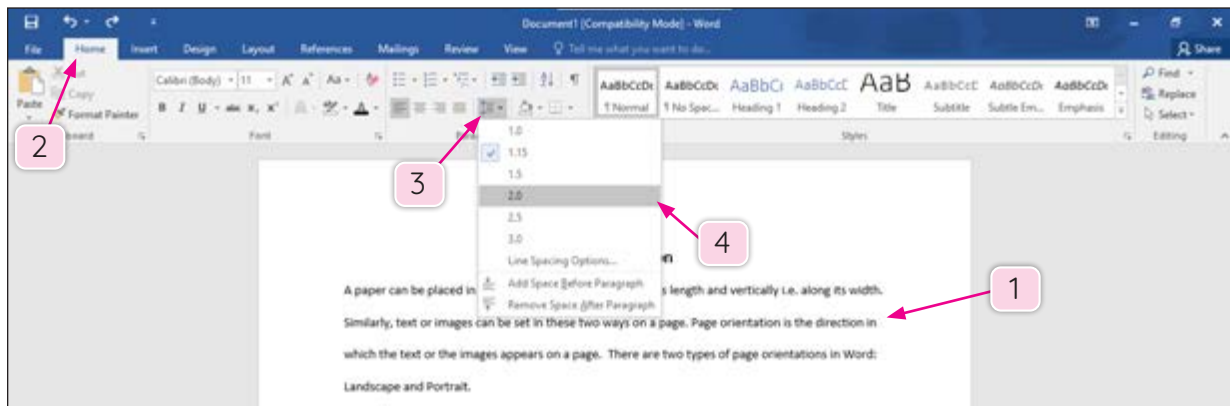 Document1 [Compatibility Mode] - Word
File Home Insert Design Layout References Mailings Review View Tell me what you want to do... Share
Copy
Paste
Format Painter
Calibri (Body) 11 Aa
B I U abc x, x' A
AaBbCcDc AaBbCcDc AaBbCc AaBbCcC AaB AaBbCcC AaBbCcDc AaBbCcDc
¶ Normal ¶ No Spac... Heading 1 Heading 2 Title Subtitle Subtle Em... Emphasis
Find
Replace
Select
Font Styles Editing
2
3
4
1
1.0
1.15
1.5
2.0
2.5
3.0
Line Spacing Options...
Add Space Before Paragraph
Remove Space After Paragraph
A paper can be placed in length and vertically i.e. along its width.
Similarly, text or images can be set in these two ways on a page. Page orientation is the direction in
which the text or the images appears on a page. There are two types of page orientations in Word:
Landscape and Portrait.